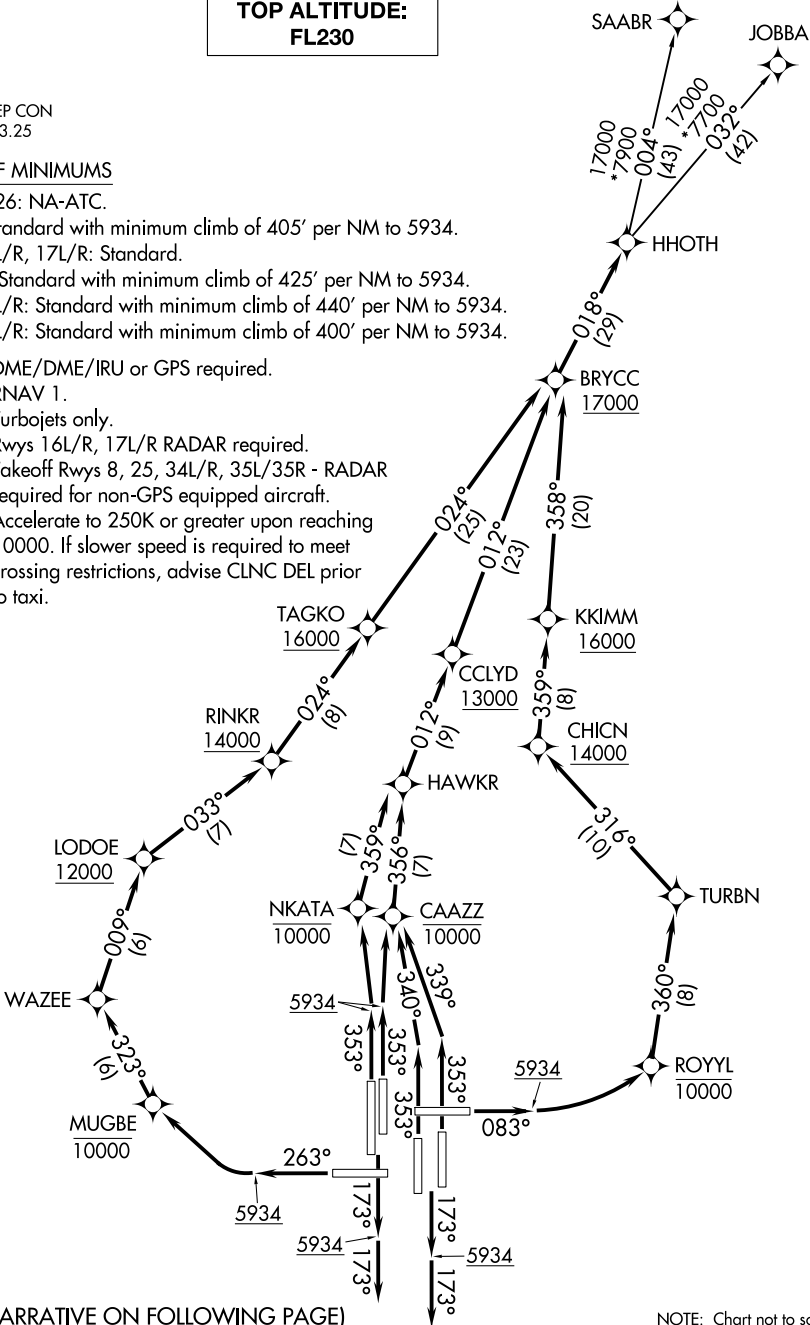 TOP ALTITUDE:
FL230
SAABR
JOBBA
EP CON
3.25
17000
*7900
004°
(43)
17000
*7700
032°
(42)
F MINIMUMS
26: NA-ATC.
tandard with minimum climb of 405' per NM to 5934.
L/R, 17L/R: Standard.
Standard with minimum climb of 425' per NM to 5934.
L/R: Standard with minimum climb of 440' per NM to 5934.
L/R: Standard with minimum climb of 400' per NM to 5934.
HHOTH
018°
(29)
DME/DME/IRU or GPS required.
RNAV 1.
Turbojets only.
Rwys 16L/R, 17L/R RADAR required.
Takeoff Rwys 8, 25, 34L/R, 35L/35R - RADAR
required for non-GPS equipped aircraft.
Accelerate to 250K or greater upon reaching
10000. If slower speed is required to meet
crossing restrictions, advise CLNC DEL prior
to taxi.
BRYCC
17000
024°
(25)
012°
(23)
358°
(20)
TAGKO
16000
KKIMM
16000
CCLYD
13000
024°
(8)
012°
(9)
359°
(8)
RINKR
14000
CHICN
14000
HAWKR
033°
(7)
359°
(7)
356°
(7)
316°
(10)
LODOE
12000
NKATA
10000
CAAZZ
10000
TURBN
009°
(6)
340°
339°
360°
(8)
WAZEE
5934
353°
353°
353°
353°
323°
(6)
5934
ROYYL
10000
MUGBE
10000
083°
263°
5934
173°
173°
5934
5934
173°
173°
ARRATIVE ON FOLLOWING PAGE)
NOTE: Chart not to sc